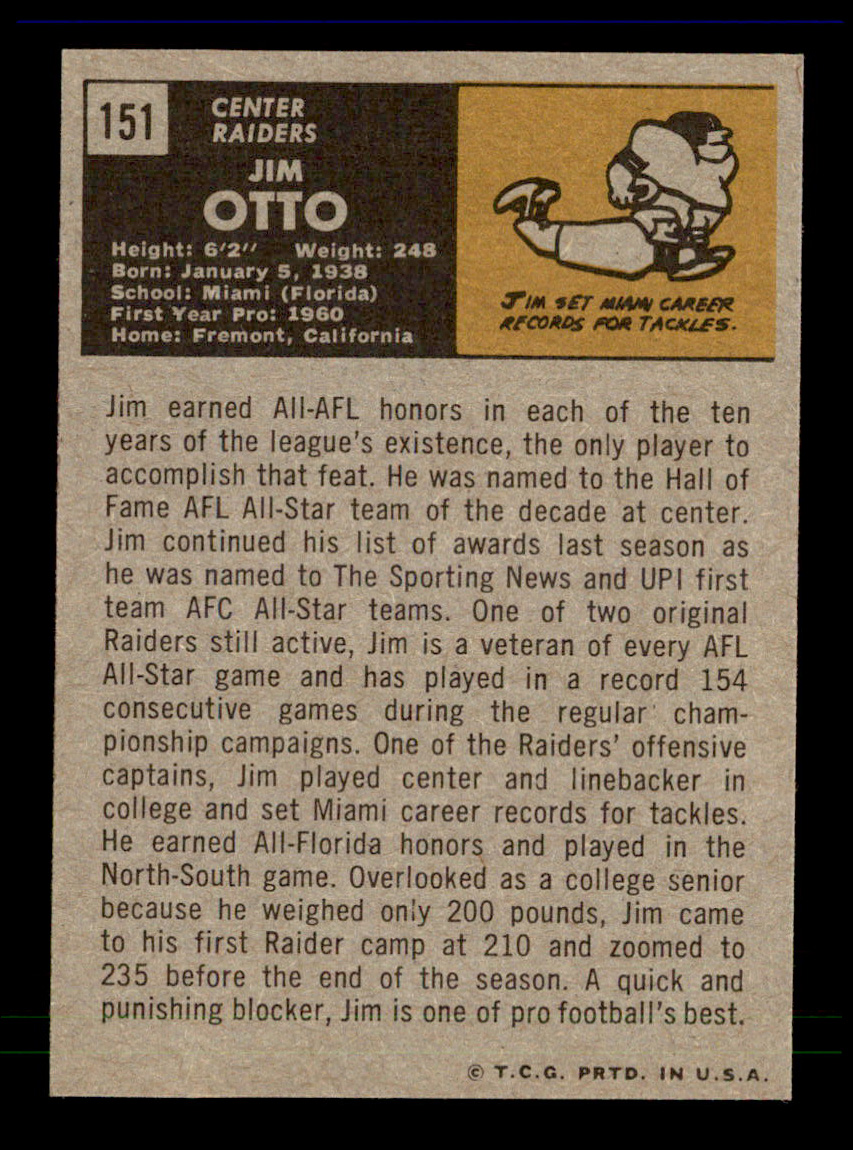 151
CENTER
RAIDERS
JIM
OTTO
Height: 6'2" Weight: 248
Born: January 5, 1938
School: Miami (Florida)
First Year Pro: 1960
Home: Fremont, California
JIM SET MIAMI CAREER
RECORDS FOR TACKLES.
Jim earned All-AFL honors in each of the ten
years of the league's existence, the only player to
accomplish that feat. He was named to the Hall of
Fame AFL All-Star team of the decade at center.
Jim continued his list of awards last season as
he was named to The Sporting News and UPI first
team AFC All-Star teams. One of two original
Raiders still active, Jim is a veteran of every AFL
All-Star game and has played in a record 154
consecutive games during the regular cham-
pionship campaigns. One of the Raiders' offensive
captains, Jim played center and linebacker in
college and set Miami career records for tackles.
He earned All-Florida honors and played in the
North-South game. Overlooked as a college senior
because he weighed only 200 pounds, Jim came
to his first Raider camp at 210 and zoomed to
235 before the end of the season. A quick and
punishing blocker, Jim is one of pro football's best.
© T.C.G. PRTD. IN U.S.A.